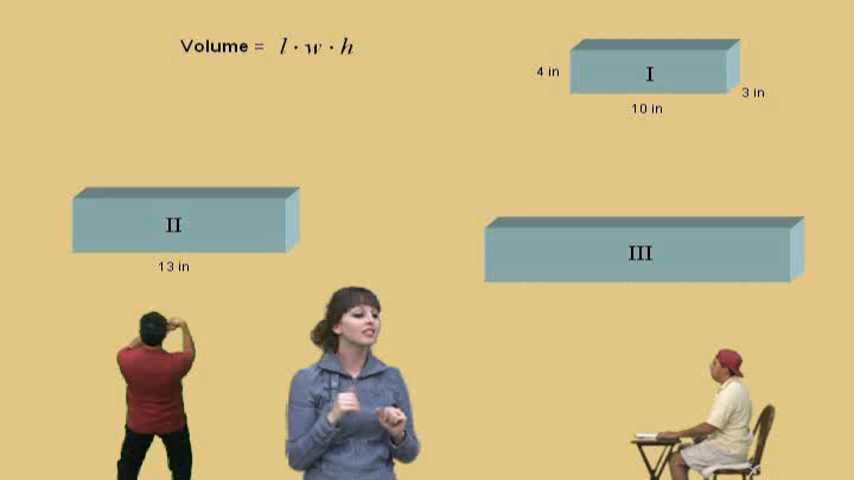 Volume = l · w · h
I
4 in
3 in
10 in
II
13 in
III